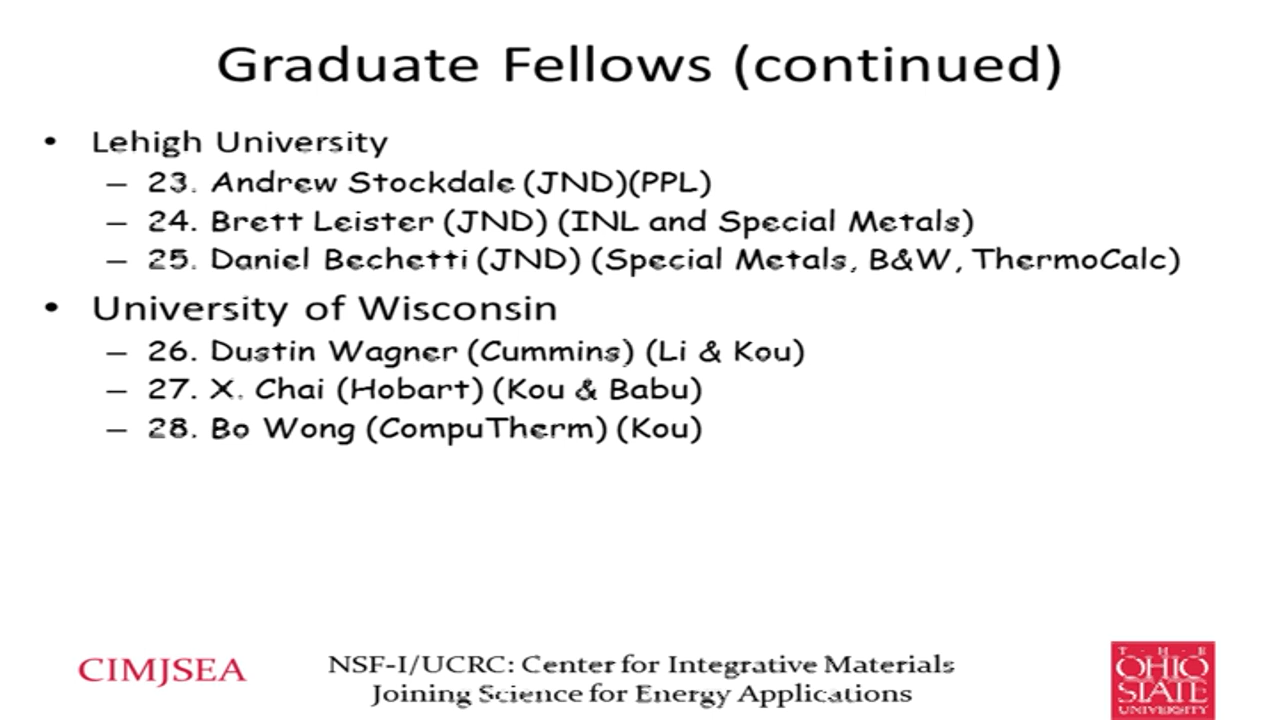 Graduate Fellows (continued)
• Lehigh University
– 23. Andrew Stockdale (JND)(PPL)
– 24. Brett Leister (JND) (INL and Special Metals)
– 25. Daniel Bechetti (JND) (Special Metals, B&W, ThermoCalc)
• University of Wisconsin
– 26. Dustin Wagner (Cummins) (Li & Kou)
– 27. X. Chai (Hobart) (Kou & Babu)
– 28. Bo Wong (CompuTherm) (Kou)
CIMJSEA
NSF-I/UCRC: Center for Integrative Materials
Joining Science for Energy Applications
T · H · E
OHIO
STATE
UNIVERSITY